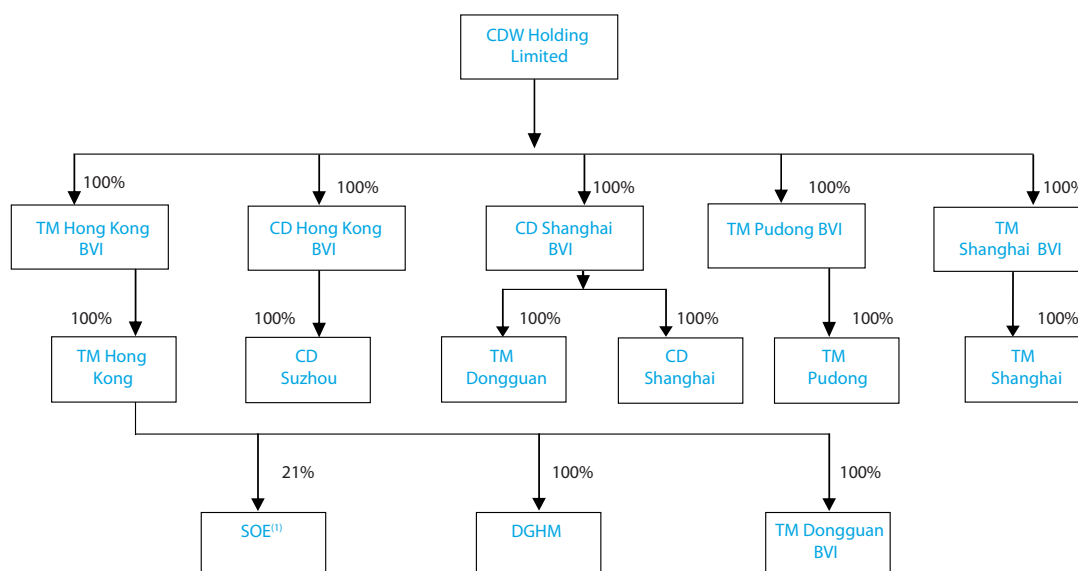 CDW Holding
Limited
100%
100%
100%
100%
100%
TM Hong Kong
BVI
CD Hong Kong
BVI
CD Shanghai
BVI
TM Pudong BVI
TM
Shanghai BVI
100%
100%
100%
100%
100%
100%
TM Hong
Kong
CD
Suzhou
TM
Dongguan
CD
Shanghai
TM
Pudong
TM
Shanghai
21%
100%
100%
SOE(1)
DGHM
TM Dongguan
BVI